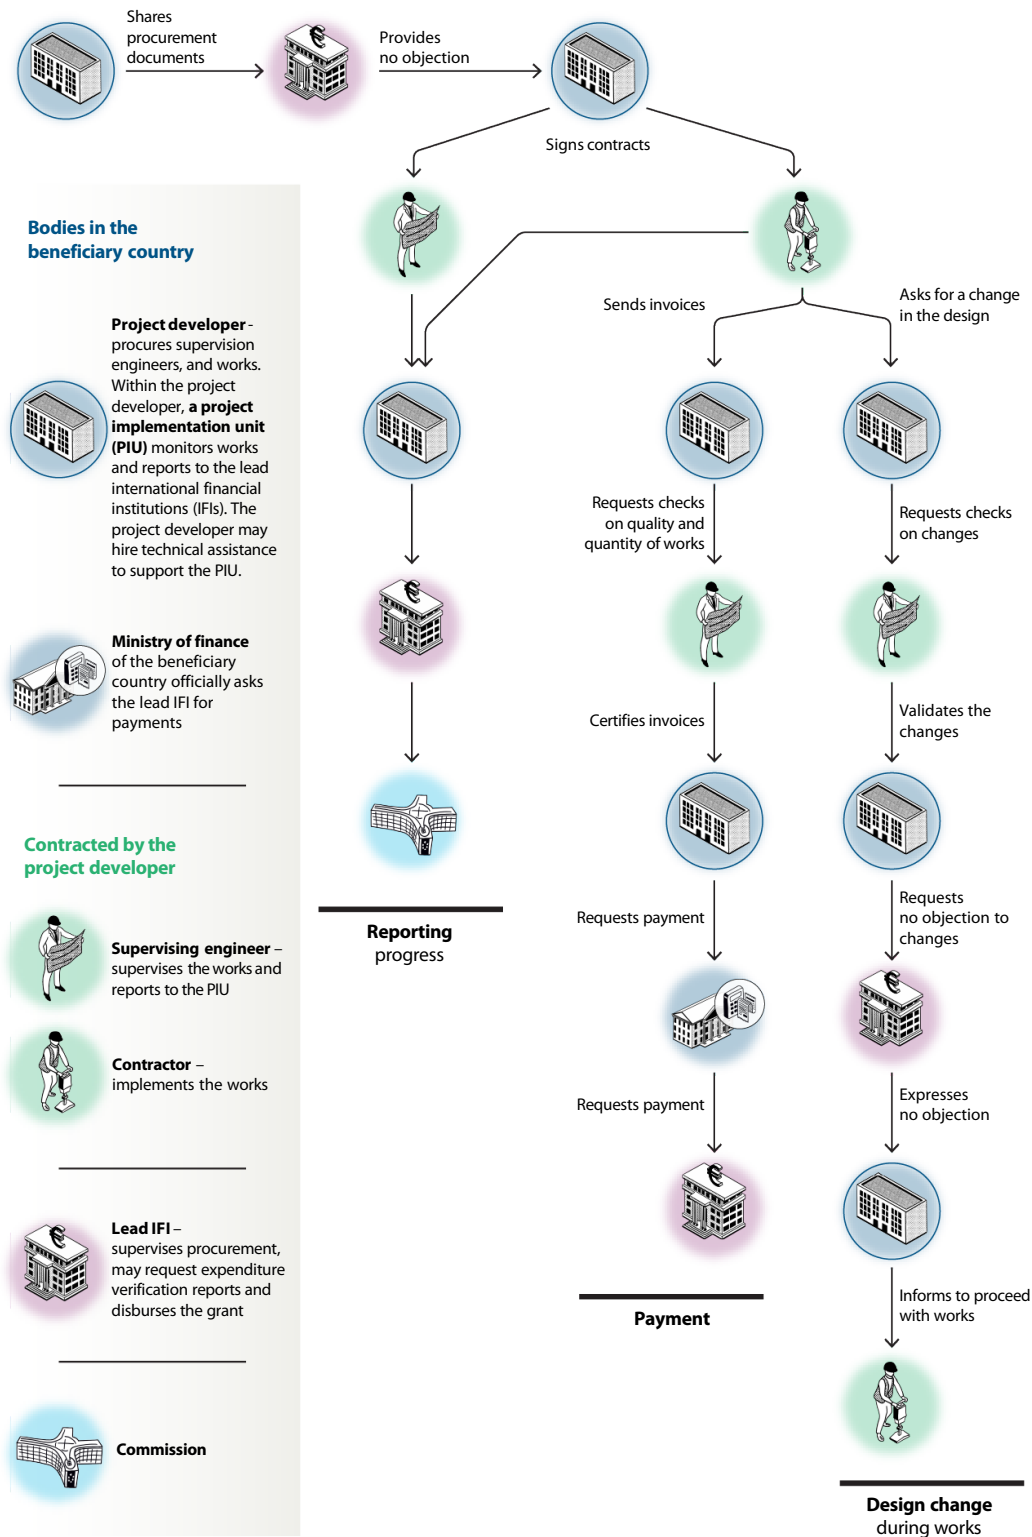 Shares
procurement
documents
Provides
no objection
Signs contracts
Bodies in the
beneficiary country
Project developer -
procures supervision
engineers, and works.
Within the project
developer, a project
implementation unit
(PIU) monitors works
and reports to the lead
international financial
institutions (IFIs). The
project developer may
hire technical assistance
to support the PIU.
Ministry of finance
of the beneficiary
country officially asks
the lead IFI for
payments
Contracted by the
project developer
Supervising engineer –
supervises the works and
reports to the PIU
Contractor –
implements the works
Lead IFI –
supervises procurement,
may request expenditure
verification reports and
disburses the grant
Commission
Reporting
progress
Sends invoices
Requests checks
on quality and
quantity of works
Certifies invoices
Requests payment
Requests payment
Payment
Asks for a change
in the design
Requests checks
on changes
Validates the
changes
Requests
no objection to
changes
Expresses
no objection
Informs to proceed
with works
Design change
during works